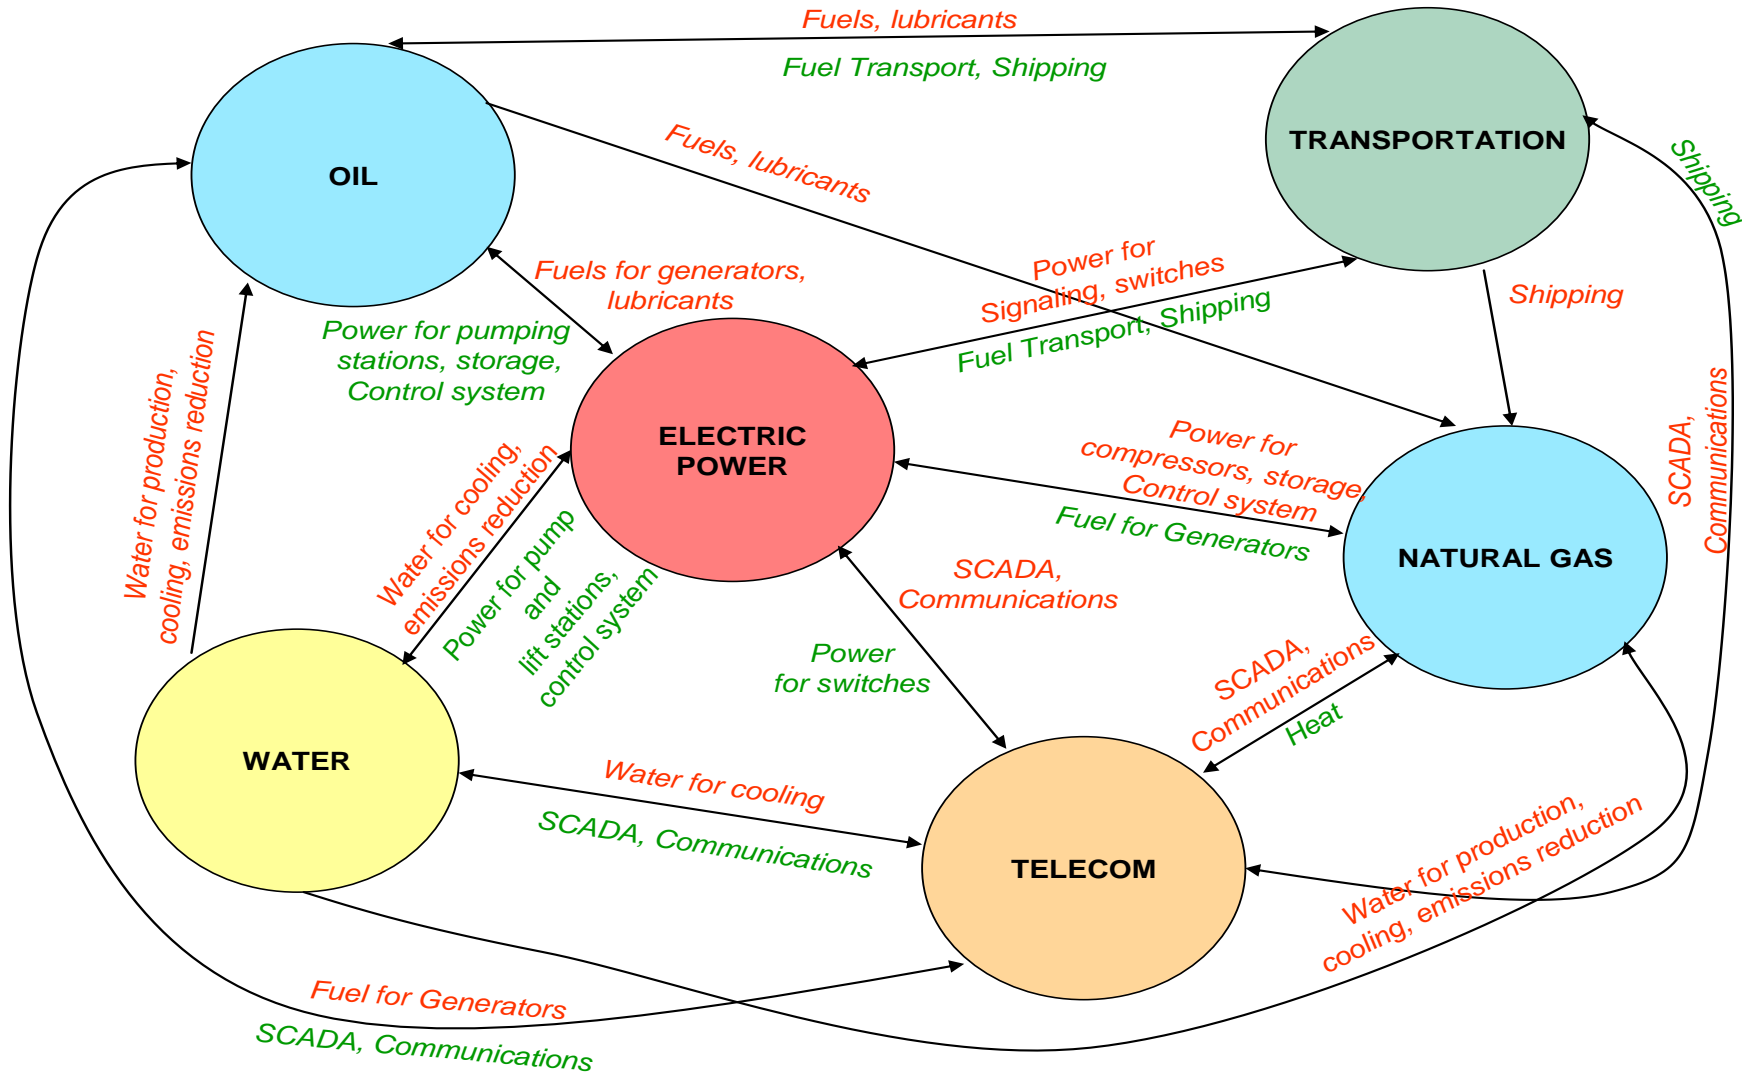 Fuels, lubricants
Fuel Transport, Shipping
TRANSPORTATION
OIL
Fuels, lubricants
Shipping
Power for
Signaling, switches
Fuel Transport, Shipping
Fuels for generators,
lubricants
Power for pumping
stations, storage,
Control system
Shipping
Water for production,
cooling, emissions reduction
ELECTRIC
POWER
Power for
compressors, storage,
Control system
Fuel for Generators
SCADA,
Communications
Water for cooling,
emissions reduction
Power for pump
and
lift stations,
control system
SCADA,
Communications
Power
for switches
NATURAL GAS
SCADA,
Communications
Heat
WATER
Water for cooling
SCADA, Communications
TELECOM
Water for production,
cooling, emissions reduction
Fuel for Generators
SCADA, Communications